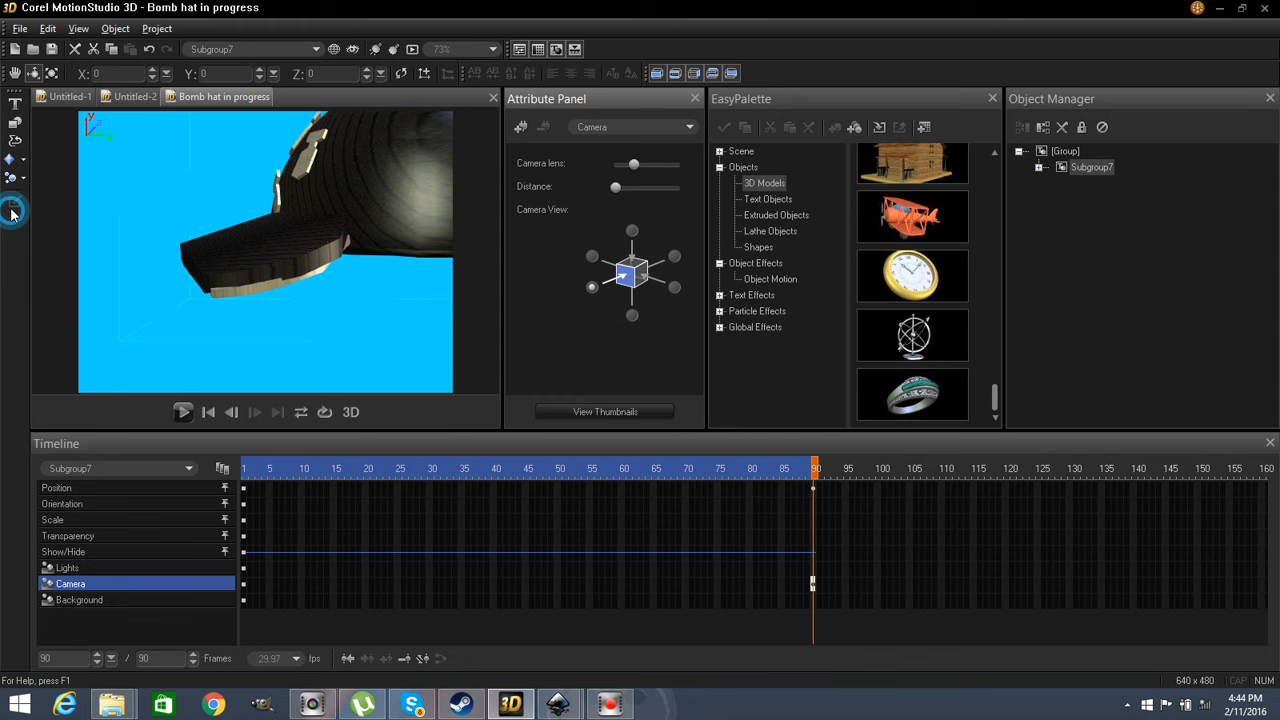 3D Corel MotionStudio 3D - Bomb hat in progress
File Edit View Object Project
Subgroup7 73%
X: 0 Y: 0 Z: 0
Untitled-1 Untitled-2 Bomb hat in progress
Attribute Panel
EasyPalette
Object Manager
y
z
x
Camera
Camera lens:
Distance:
Camera View:
View Thumbnails
Scene
Objects
3D Models
Text Objects
Extruded Objects
Lathe Objects
Shapes
Object Effects
Object Motion
Text Effects
Particle Effects
Global Effects
[Group]
Subgroup7
3D
Timeline
Subgroup7
1 5 10 15 20 25 30 35 40 45 50 55 60 65 70 75 80 85 90 95 100 105 110 115 120 125 130 135 140 145 150 155 160
Position
Orientation
Scale
Transparency
Show/Hide
Lights
Camera
Background
90 / 90 Frames 29.97 fps
For Help, press F1
640 x 480 CAP NUM
3D
4:44 PM
2/11/2016